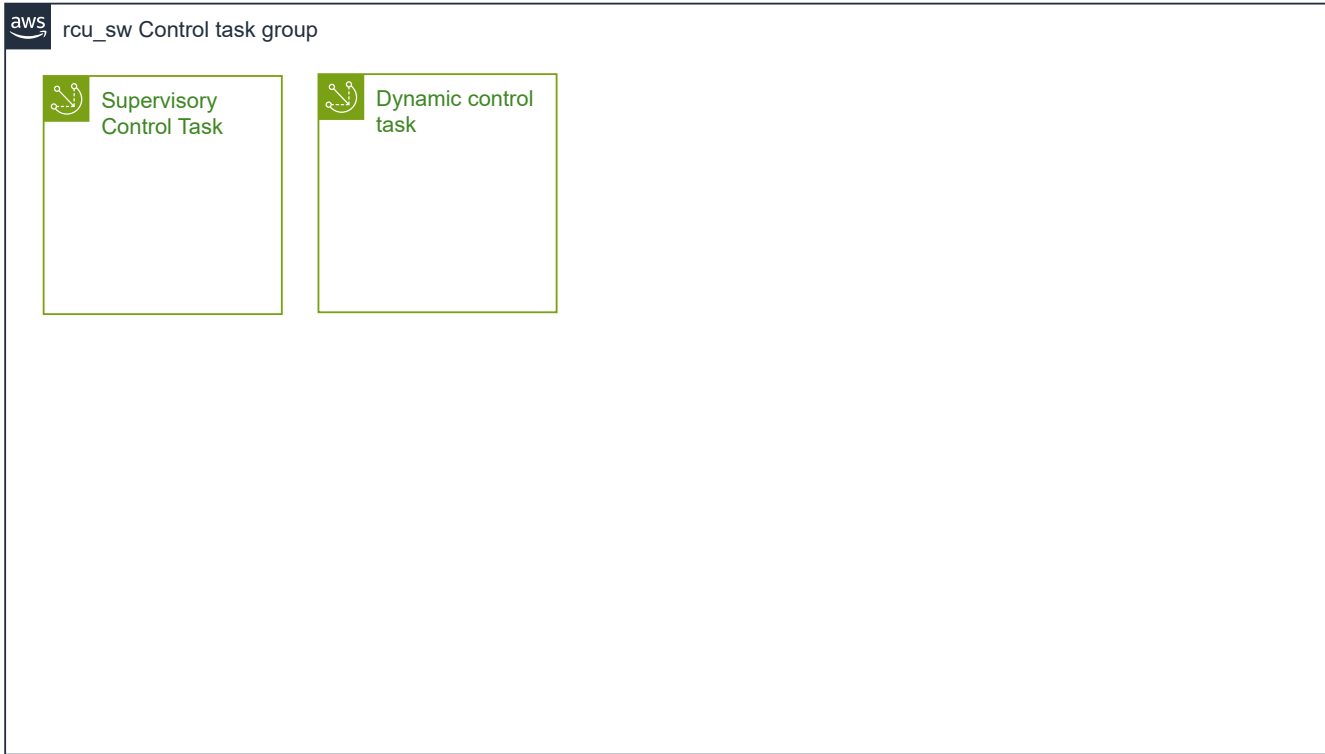 aws
rcu_sw Control task group
Supervisory
Control Task
Dynamic control
task